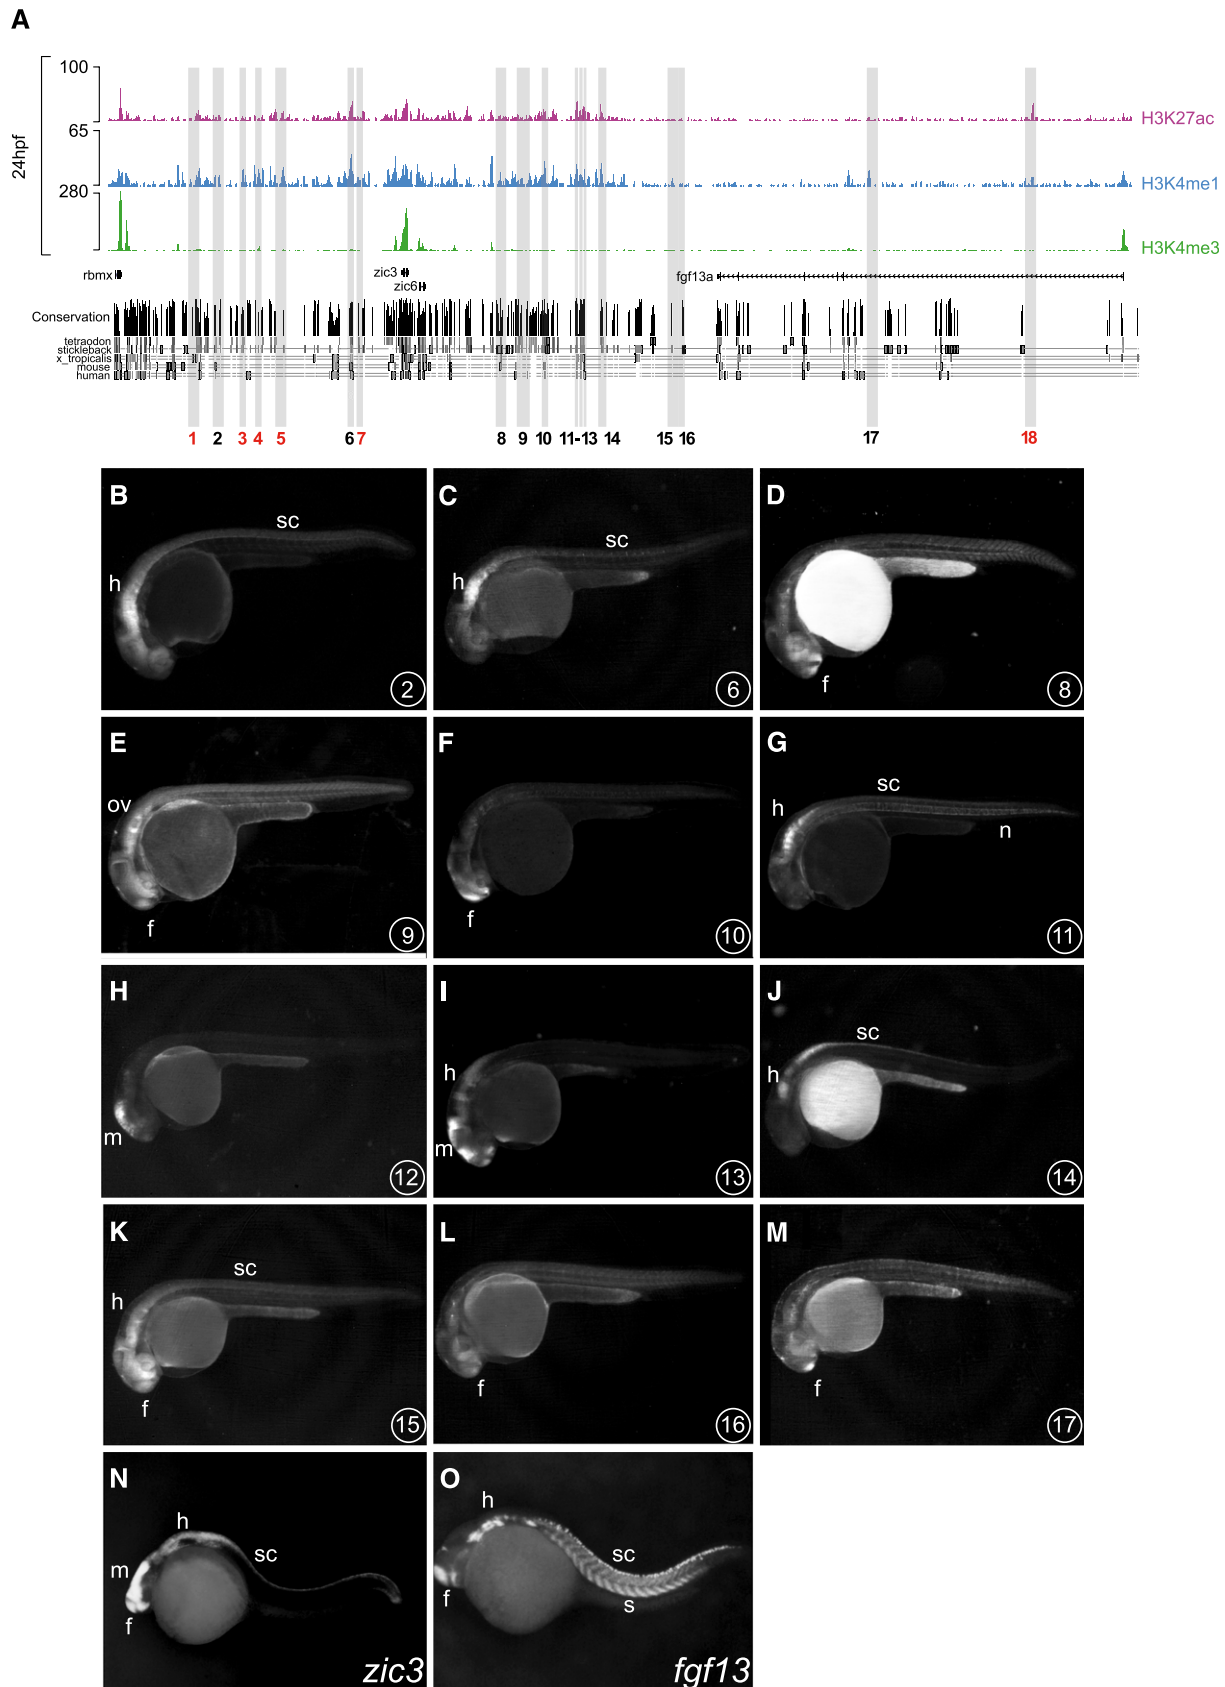 A
24hpf
100
H3K27ac
65
H3K4me1
280
H3K4me3
rbmx
zic3
zic6
fgf13a
Conservation
tetraodon
stickleback
x_tropicalis
mouse
human
1 2 3 4 5 6 7 8 9 10 11-13 14 15 16 17 18
B h sc 2
C h sc 6
D f 8
E ov f 9
F f 10
G h sc n 11
H m 12
I h m 13
J h sc 14
K h sc f 15
L f 16
M f 17
N h m sc f zic3
O h sc f s fgf13